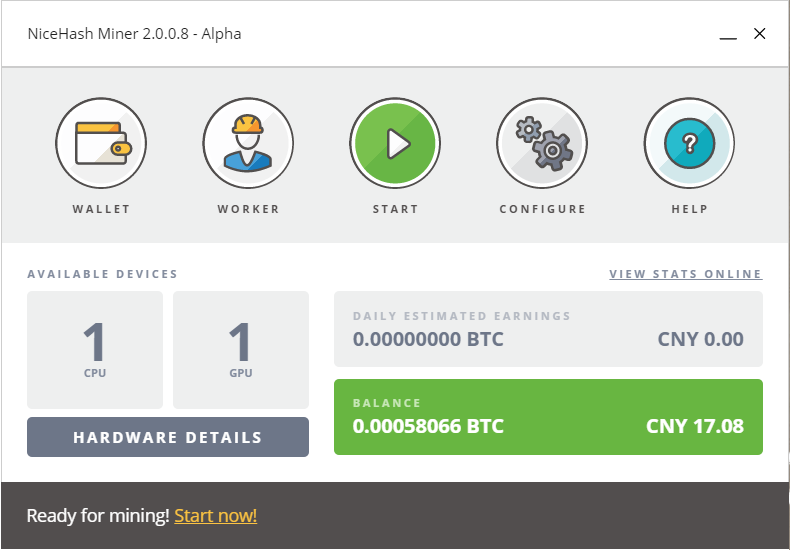 NiceHash Miner 2.0.0.8 - Alpha
WALLET
WORKER
START
CONFIGURE
?
HELP
AVAILABLE DEVICES
VIEW STATS ONLINE
1
CPU
1
GPU
HARDWARE DETAILS
DAILY ESTIMATED EARNINGS
0.00000000 BTC CNY 0.00
BALANCE
0.00058066 BTC CNY 17.08
Ready for mining! Start now!